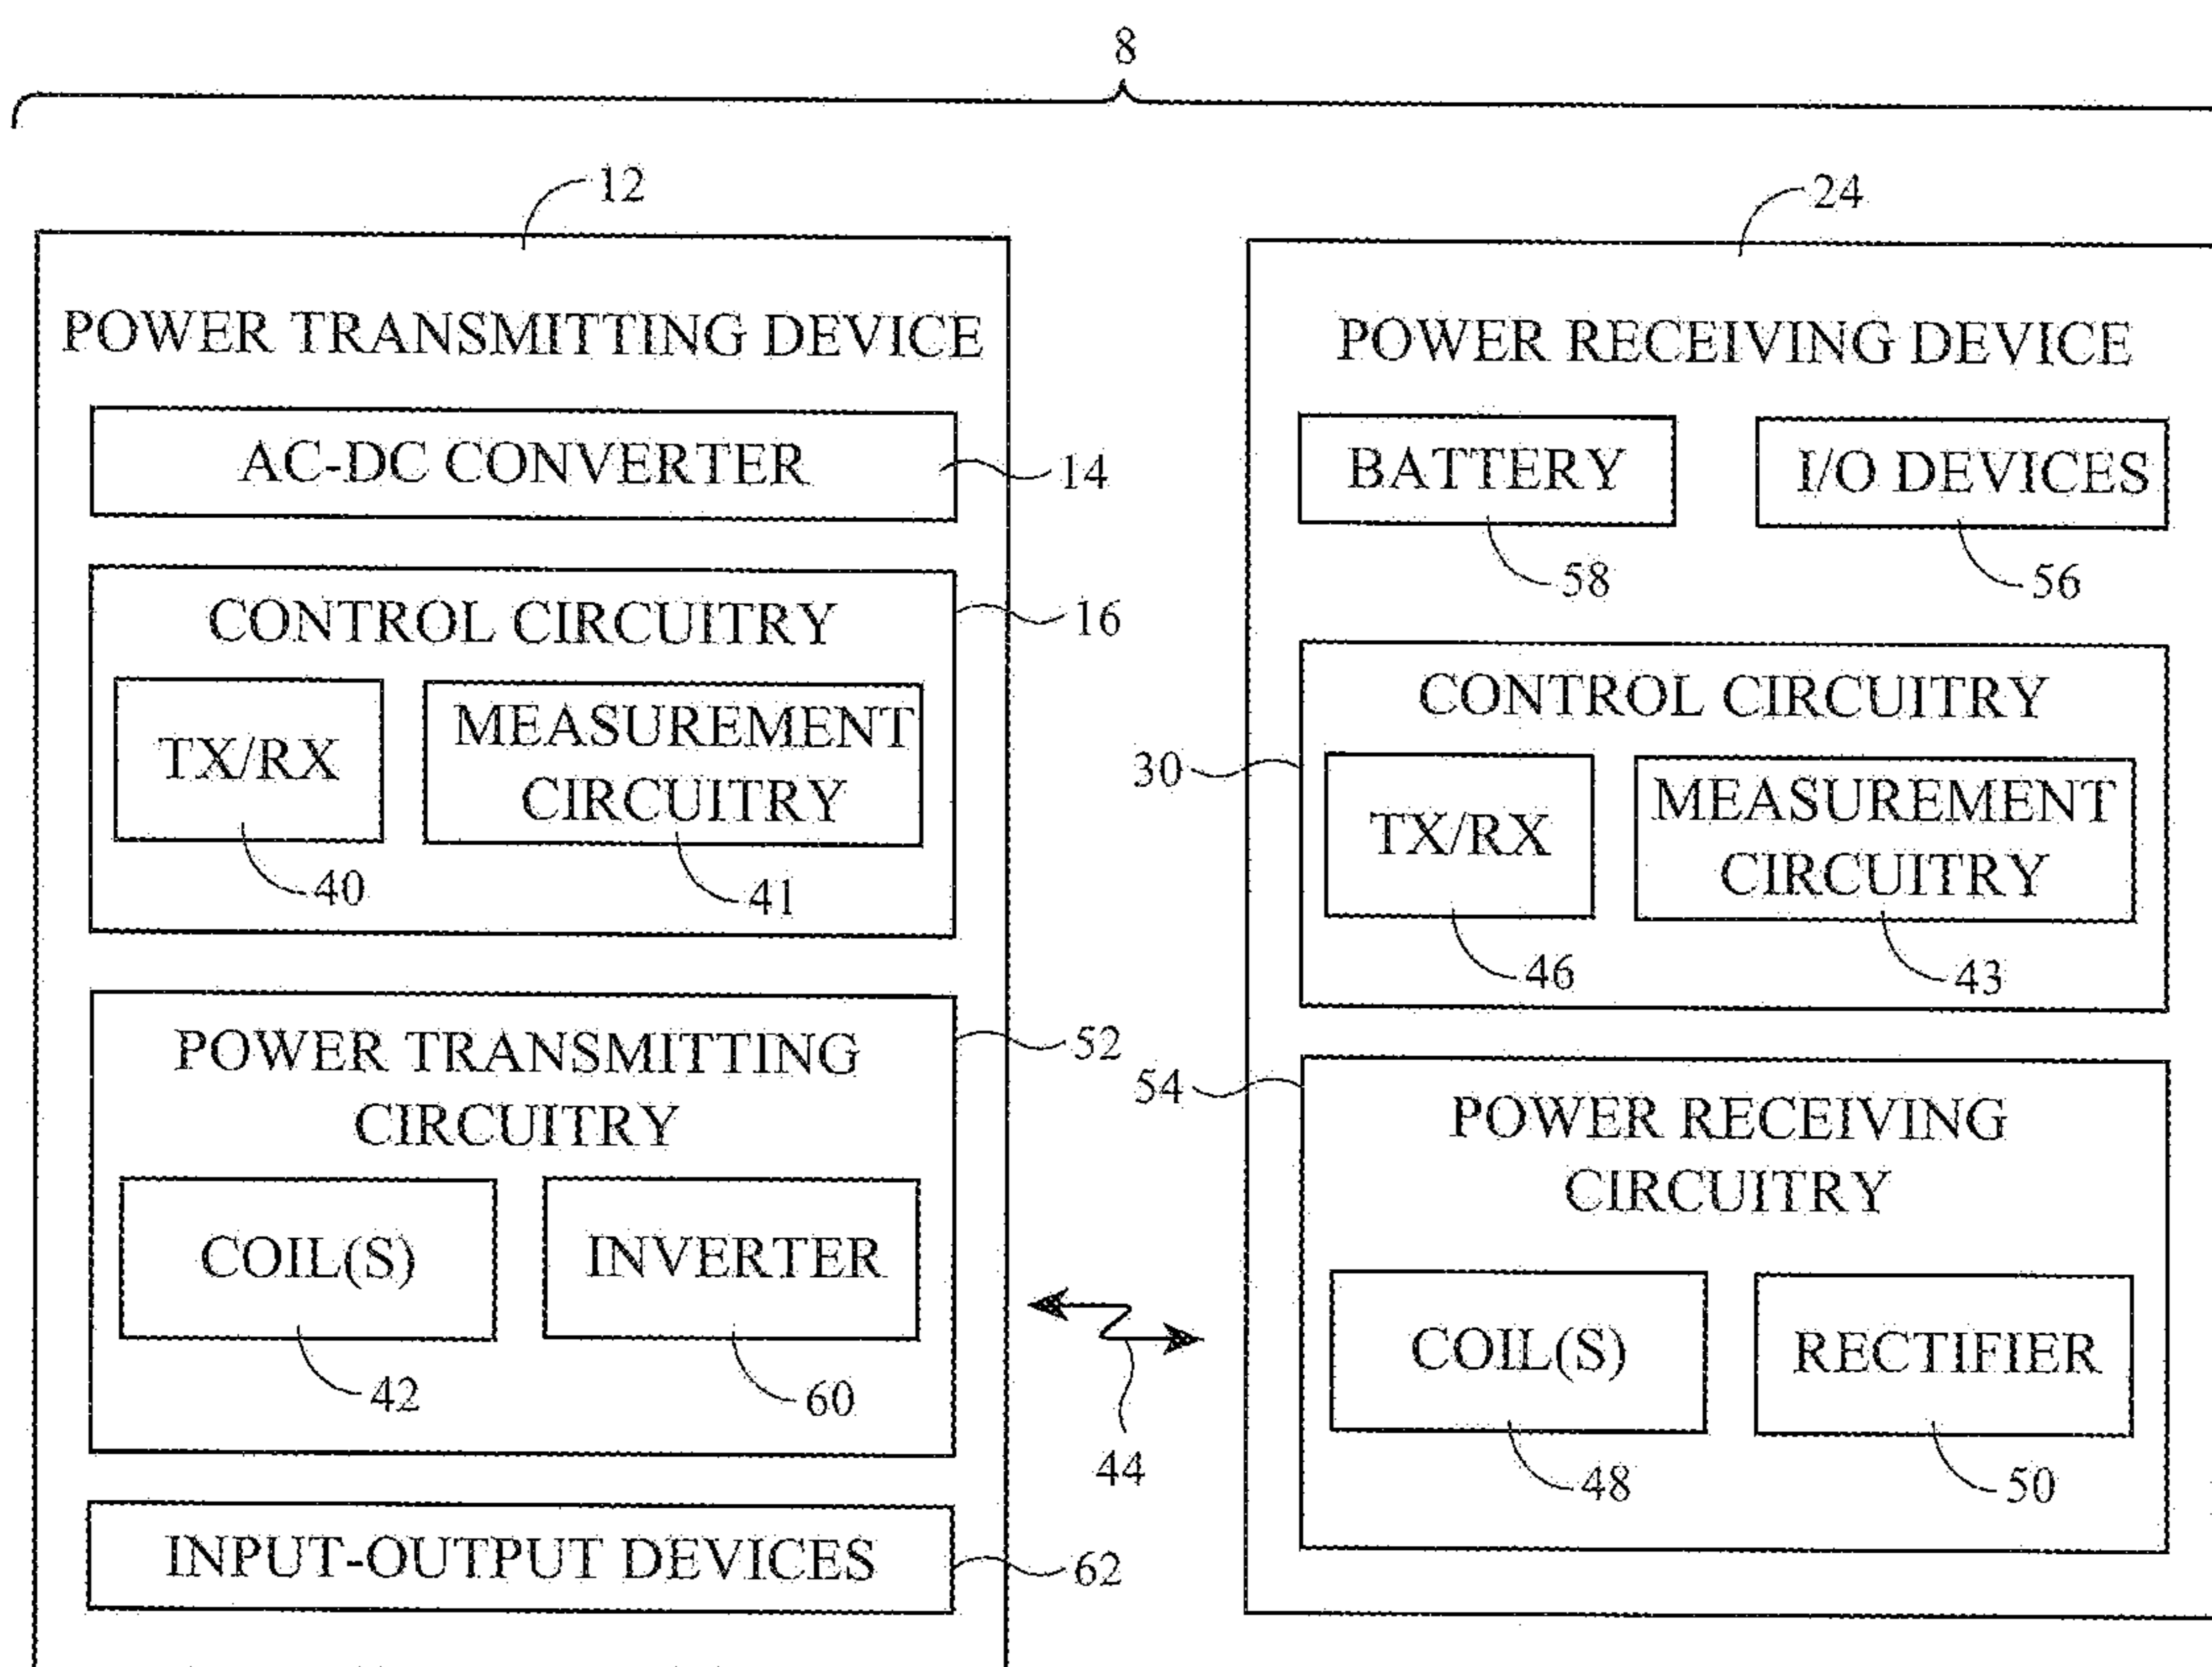 8
12
POWER TRANSMITTING DEVICE
AC-DC CONVERTER
14
CONTROL CIRCUITRY
16
TX/RX
MEASUREMENT
CIRCUITRY
40
41
POWER TRANSMITTING
CIRCUITRY
52
COIL(S)
INVERTER
42
60
INPUT-OUTPUT DEVICES
62
44
24
POWER RECEIVING DEVICE
BATTERY
I/O DEVICES
58
56
CONTROL CIRCUITRY
30
TX/RX
MEASUREMENT
CIRCUITRY
46
43
54
POWER RECEIVING
CIRCUITRY
COIL(S)
RECTIFIER
48
50